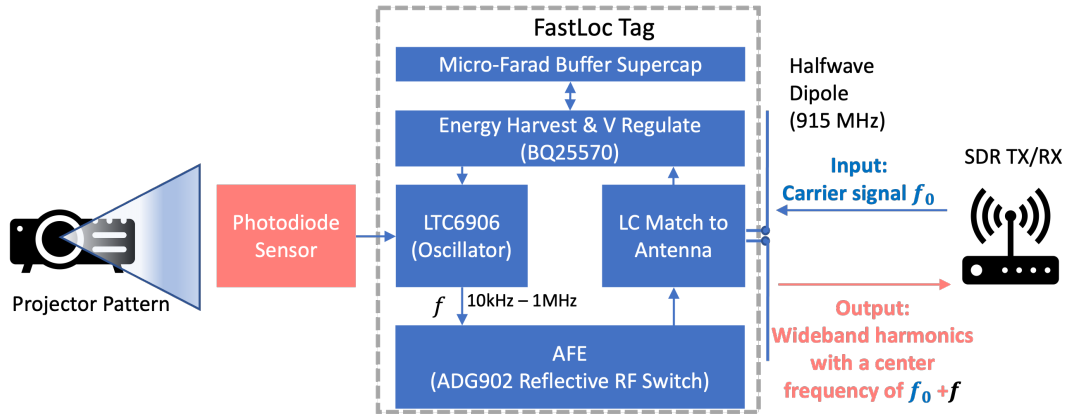 FastLoc Tag
Micro-Farad Buffer Supercap
Energy Harvest & V Regulate
(BQ25570)
Halfwave
Dipole
(915 MHz)
SDR TX/RX
Input:
Carrier signal f₀
Photodiode
Sensor
LTC6906
(Oscillator)
LC Match to
Antenna
Projector Pattern
f 10kHz – 1MHz
AFE
(ADG902 Reflective RF Switch)
Output:
Wideband harmonics
with a center
frequency of f₀ +f